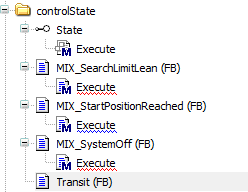 controlState
State
Execute
MIX_SearchLimitLean (FB)
Execute
MIX_StartPositionReached (FB)
Execute
MIX_SystemOff (FB)
Execute
Transit (FB)